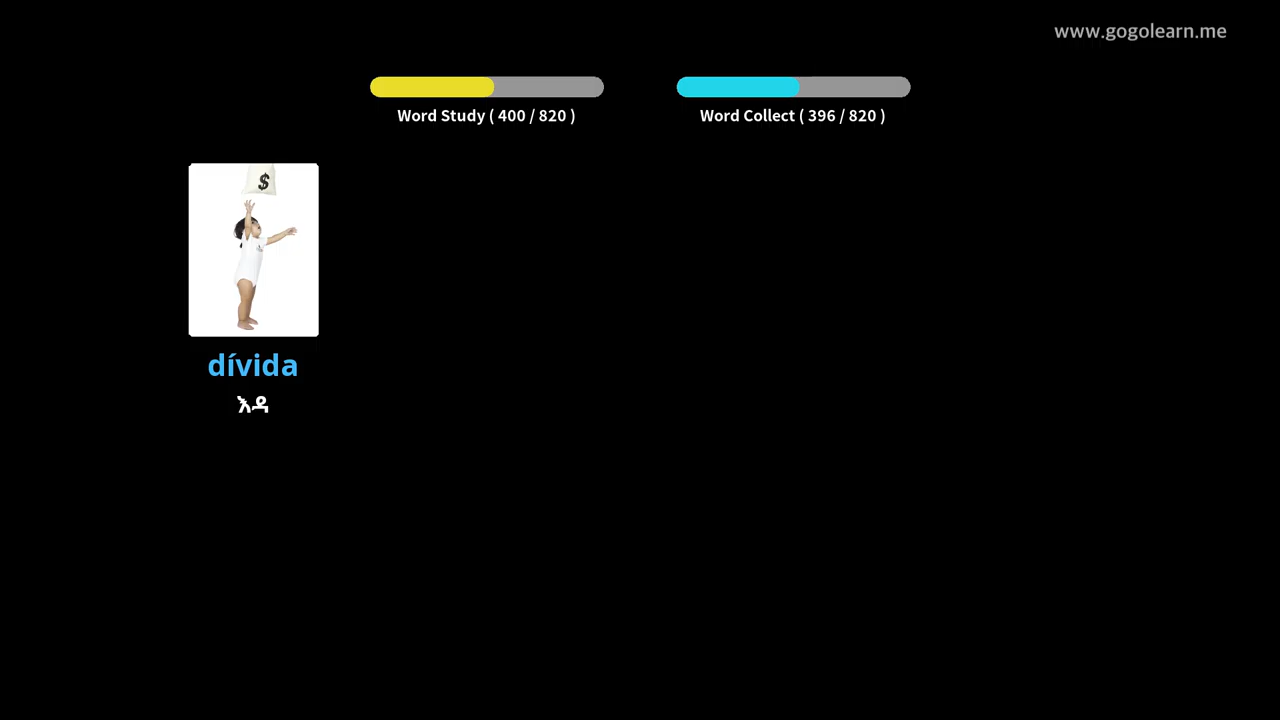 www.gogolearn.me
Word Study ( 400 / 820 )
Word Collect ( 396 / 820 )
$
dívida
እዳ